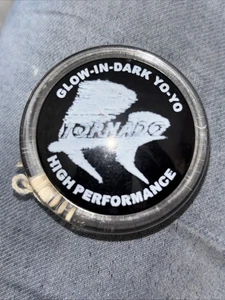 GLOW-IN-DARK YO-YO
TORNADO
HIGH PERFORMANCE